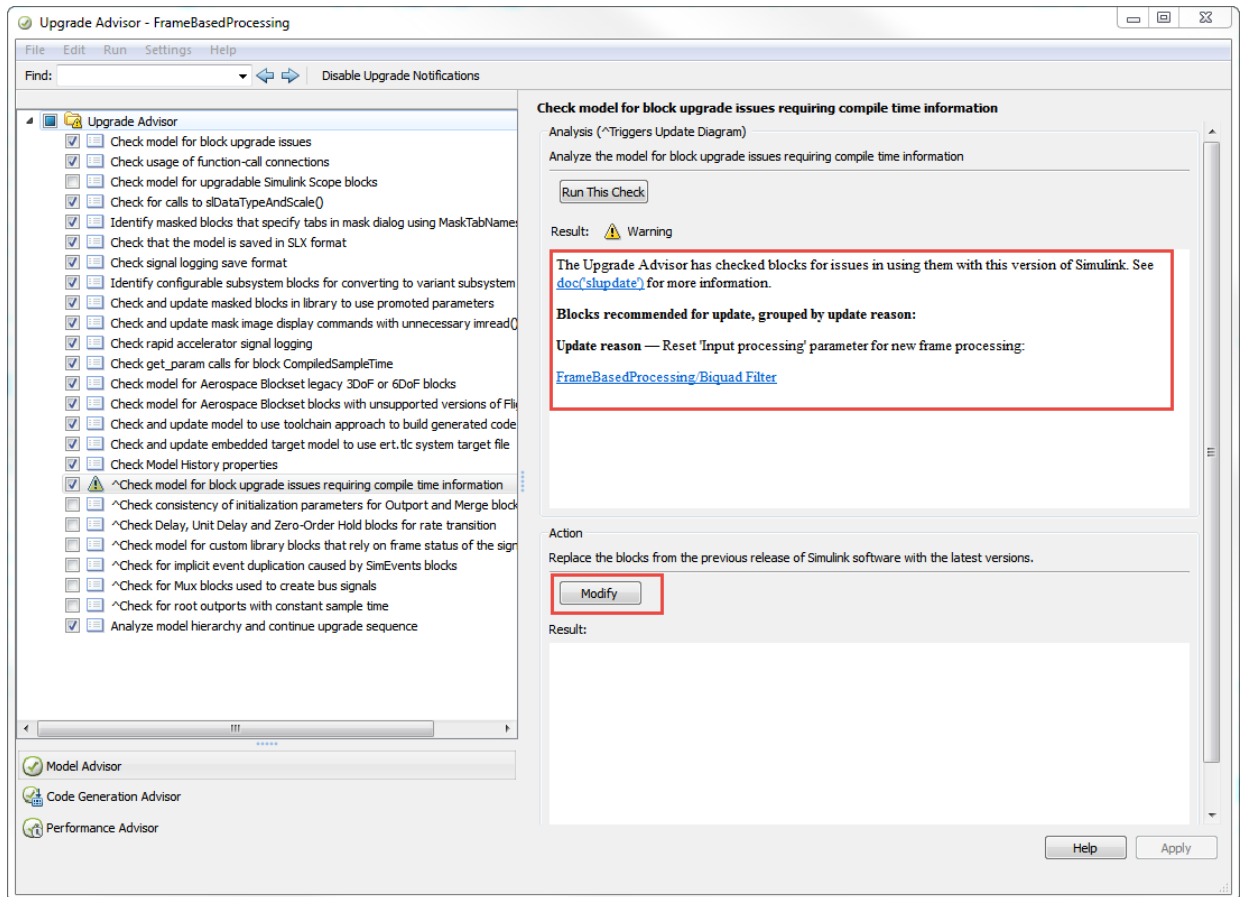 Upgrade Advisor - FrameBasedProcessing
File Edit Run Settings Help
Find:
Disable Upgrade Notifications
Upgrade Advisor
Check model for block upgrade issues
Check usage of function-call connections
Check model for upgradable Simulink Scope blocks
Check for calls to slDataTypeAndScale()
Identify masked blocks that specify tabs in mask dialog using MaskTabNames
Check that the model is saved in SLX format
Check signal logging save format
Identify configurable subsystem blocks for converting to variant subsystem
Check and update masked blocks in library to use promoted parameters
Check and update mask image display commands with unnecessary imread()
Check rapid accelerator signal logging
Check get_param calls for block CompiledSampleTime
Check model for Aerospace Blockset legacy 3DoF or 6DoF blocks
Check model for Aerospace Blockset blocks with unsupported versions of Fli
Check and update model to use toolchain approach to build generated code
Check and update embedded target model to use ert.tlc system target file
Check Model History properties
^Check model for block upgrade issues requiring compile time information
^Check consistency of initialization parameters for Outport and Merge block
^Check Delay, Unit Delay and Zero-Order Hold blocks for rate transition
^Check model for custom library blocks that rely on frame status of the sign
^Check for implicit event duplication caused by SimEvents blocks
^Check for Mux blocks used to create bus signals
^Check for root outports with constant sample time
Analyze model hierarchy and continue upgrade sequence
Model Advisor
Code Generation Advisor
Performance Advisor
Check model for block upgrade issues requiring compile time information
Analysis (^Triggers Update Diagram)
Analyze the model for block upgrade issues requiring compile time information
Run This Check
Result: Warning
The Upgrade Advisor has checked blocks for issues in using them with this version of Simulink. See
doc('slupdate') for more information.
Blocks recommended for update, grouped by update reason:
Update reason — Reset 'Input processing' parameter for new frame processing:
FrameBasedProcessing/Biquad Filter
Action
Replace the blocks from the previous release of Simulink software with the latest versions.
Modify
Result:
Help
Apply